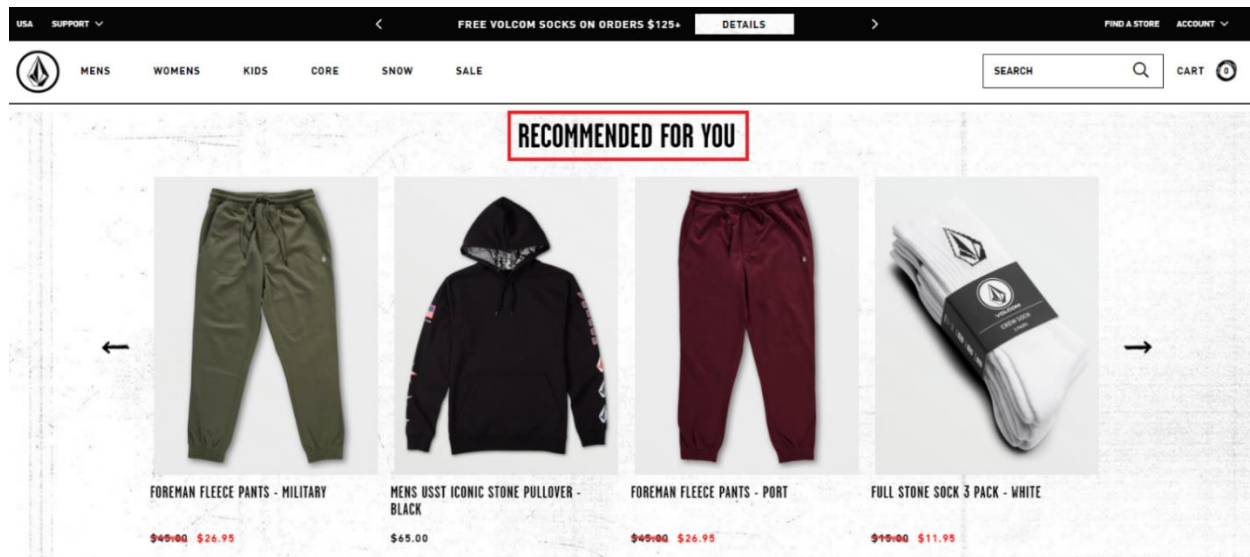 USA SUPPORT FREE VOLCOM SOCKS ON ORDERS $125+ DETAILS FIND A STORE ACCOUNT
MENS WOMENS KIDS CORE SNOW SALE SEARCH CART 0
RECOMMENDED FOR YOU
VOLCOM
CREW SOCK
FOREMAN FLEECE PANTS - MILITARY
$45.00 $26.95
MENS USST ICONIC STONE PULLOVER -
BLACK
$65.00
FOREMAN FLEECE PANTS - PORT
$45.00 $26.95
FULL STONE SOCK 3 PACK - WHITE
$15.00 $11.95